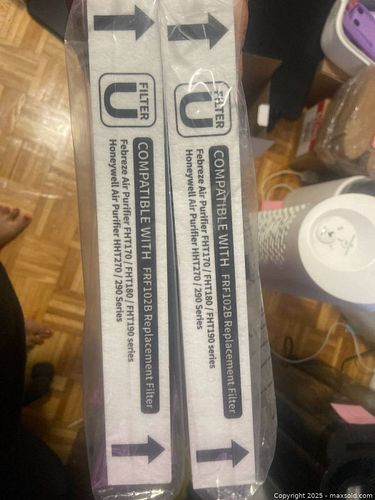 FILTER
U
COMPATIBLE WITH FRF102B Replacement Filter
Febreze Air Purifier FHT170 / FHT180 / FHT190 series
Honeywell Air Purifier HHT270 / 290 Series
FILTER
U
COMPATIBLE WITH FRF102B Replacement Filter
Febreze Air Purifier FHT170 / FHT180 / FHT190 series
Honeywell Air Purifier HHT270 / 290 Series
Copyright 2025 - maxsold.com